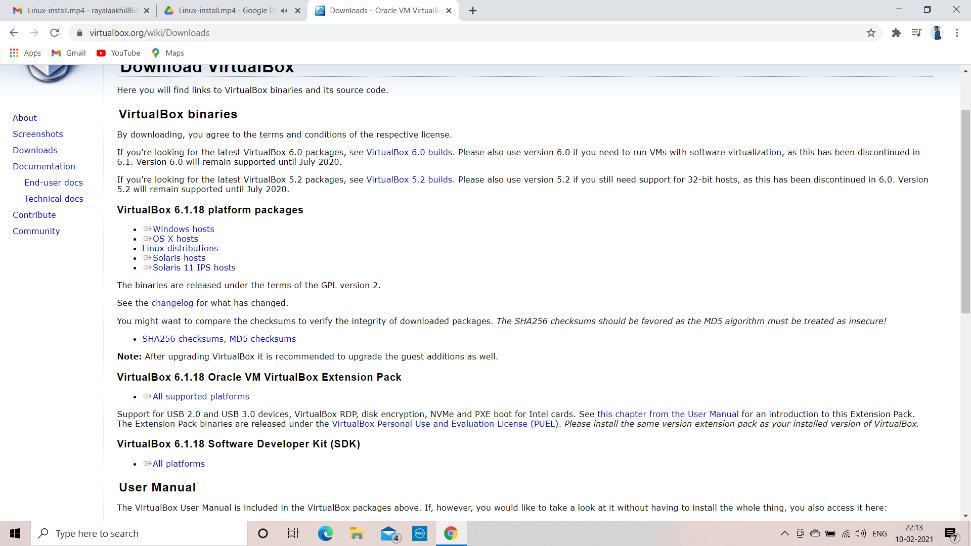 Linux-install.mp4 - rayalaakhil86
Linux-install.mp4 - Google D
Downloads – Oracle VM VirtualB
virtualbox.org/wiki/Downloads
Apps
Gmail
YouTube
Maps
Download VirtualBox
Here you will find links to VirtualBox binaries and its source code.
About
Screenshots
Downloads
Documentation
End-user docs
Technical docs
Contribute
Community
VirtualBox binaries
By downloading, you agree to the terms and conditions of the respective license.
If you're looking for the latest VirtualBox 6.0 packages, see VirtualBox 6.0 builds. Please also use version 6.0 if you need to run VMs with software virtualization, as this has been discontinued in
6.1. Version 6.0 will remain supported until July 2020.
If you're looking for the latest VirtualBox 5.2 packages, see VirtualBox 5.2 builds. Please also use version 5.2 if you still need support for 32-bit hosts, as this has been discontinued in 6.0. Version
5.2 will remain supported until July 2020.
VirtualBox 6.1.18 platform packages
Windows hosts
OS X hosts
Linux distributions
Solaris hosts
Solaris 11 IPS hosts
The binaries are released under the terms of the GPL version 2.
See the changelog for what has changed.
You might want to compare the checksums to verify the integrity of downloaded packages. The SHA256 checksums should be favored as the MD5 algorithm must be treated as insecure!
SHA256 checksums, MD5 checksums
Note: After upgrading VirtualBox it is recommended to upgrade the guest additions as well.
VirtualBox 6.1.18 Oracle VM VirtualBox Extension Pack
All supported platforms
Support for USB 2.0 and USB 3.0 devices, VirtualBox RDP, disk encryption, NVMe and PXE boot for Intel cards. See this chapter from the User Manual for an introduction to this Extension Pack.
The Extension Pack binaries are released under the VirtualBox Personal Use and Evaluation License (PUEL). Please install the same version extension pack as your installed version of VirtualBox.
VirtualBox 6.1.18 Software Developer Kit (SDK)
All platforms
User Manual
The VirtualBox User Manual is included in the VirtualBox packages above. If, however, you would like to take a look at it without having to install the whole thing, you also access it here:
Type here to search
4
DELL
ENG
22:13
10-02-2021
7